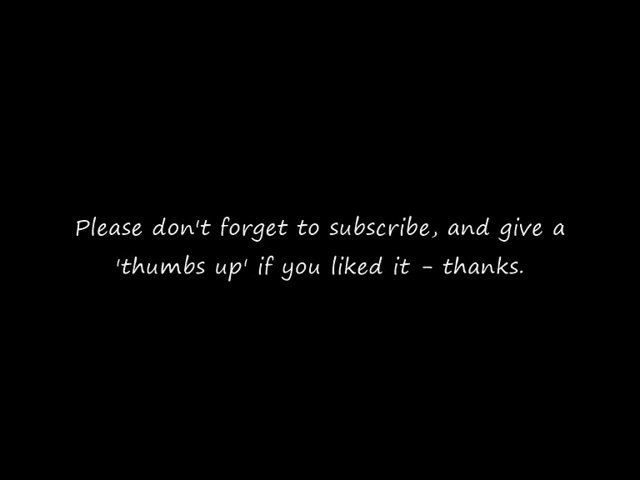 Please don't forget to subscribe, and give a
'thumbs up' if you liked it - thanks.